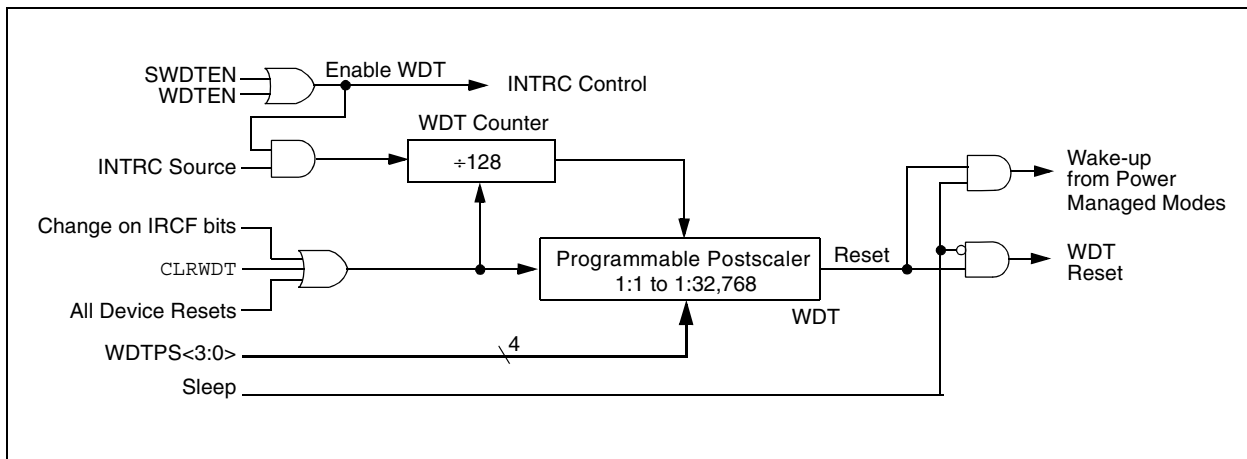 SWDTEN
WDTEN
Enable WDT
INTRC Control
WDT Counter
INTRC Source
÷128
Wake-up
from Power
Managed Modes
Change on IRCF bits
CLRWDT
All Device Resets
Programmable Postscaler
1:1 to 1:32,768
Reset
WDT
WDT
Reset
WDTPS<3:0>
4
Sleep